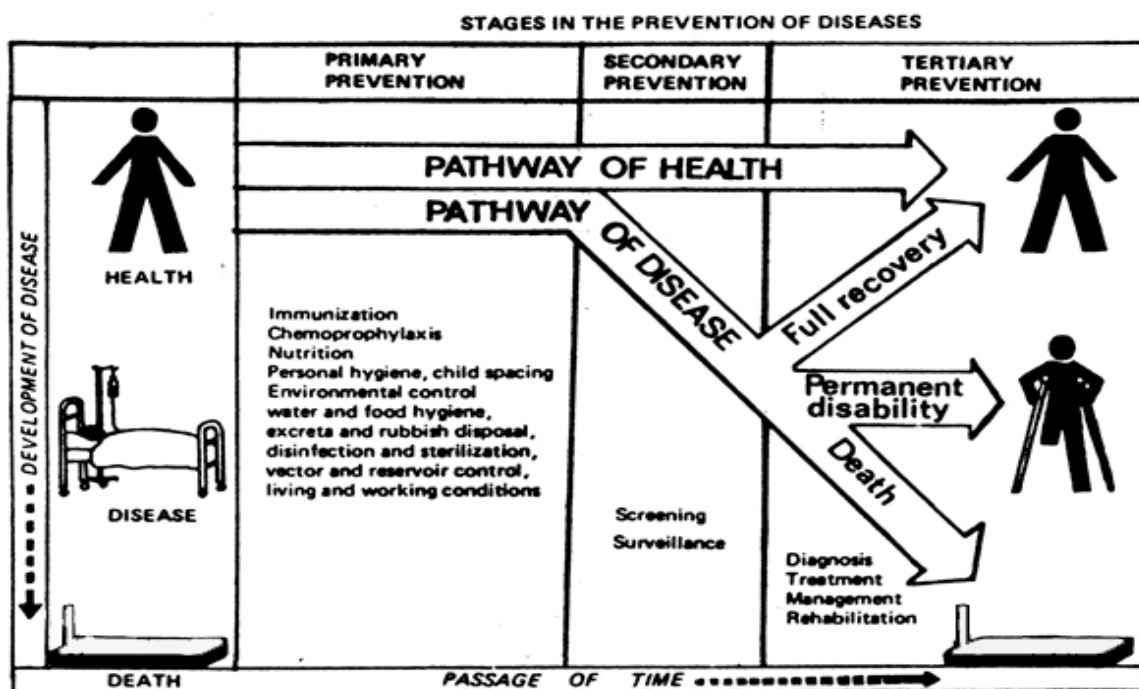 STAGES IN THE PREVENTION OF DISEASES
PRIMARY
PREVENTION
SECONDARY
PREVENTION
TERTIARY
PREVENTION
DEVELOPMENT OF DISEASE
HEALTH
DISEASE
DEATH
PATHWAY OF HEALTH
PATHWAY OF DISEASE
Immunization
Chemoprophylaxis
Nutrition
Personal hygiene, child spacing
Environmental control
water and food hygiene,
excreta and rubbish disposal,
disinfection and sterilization,
vector and reservoir control,
living and working conditions
Screening
Surveillance
Full recovery
Permanent
disability
Death
Diagnosis
Treatment
Management
Rehabilitation
PASSAGE OF TIME